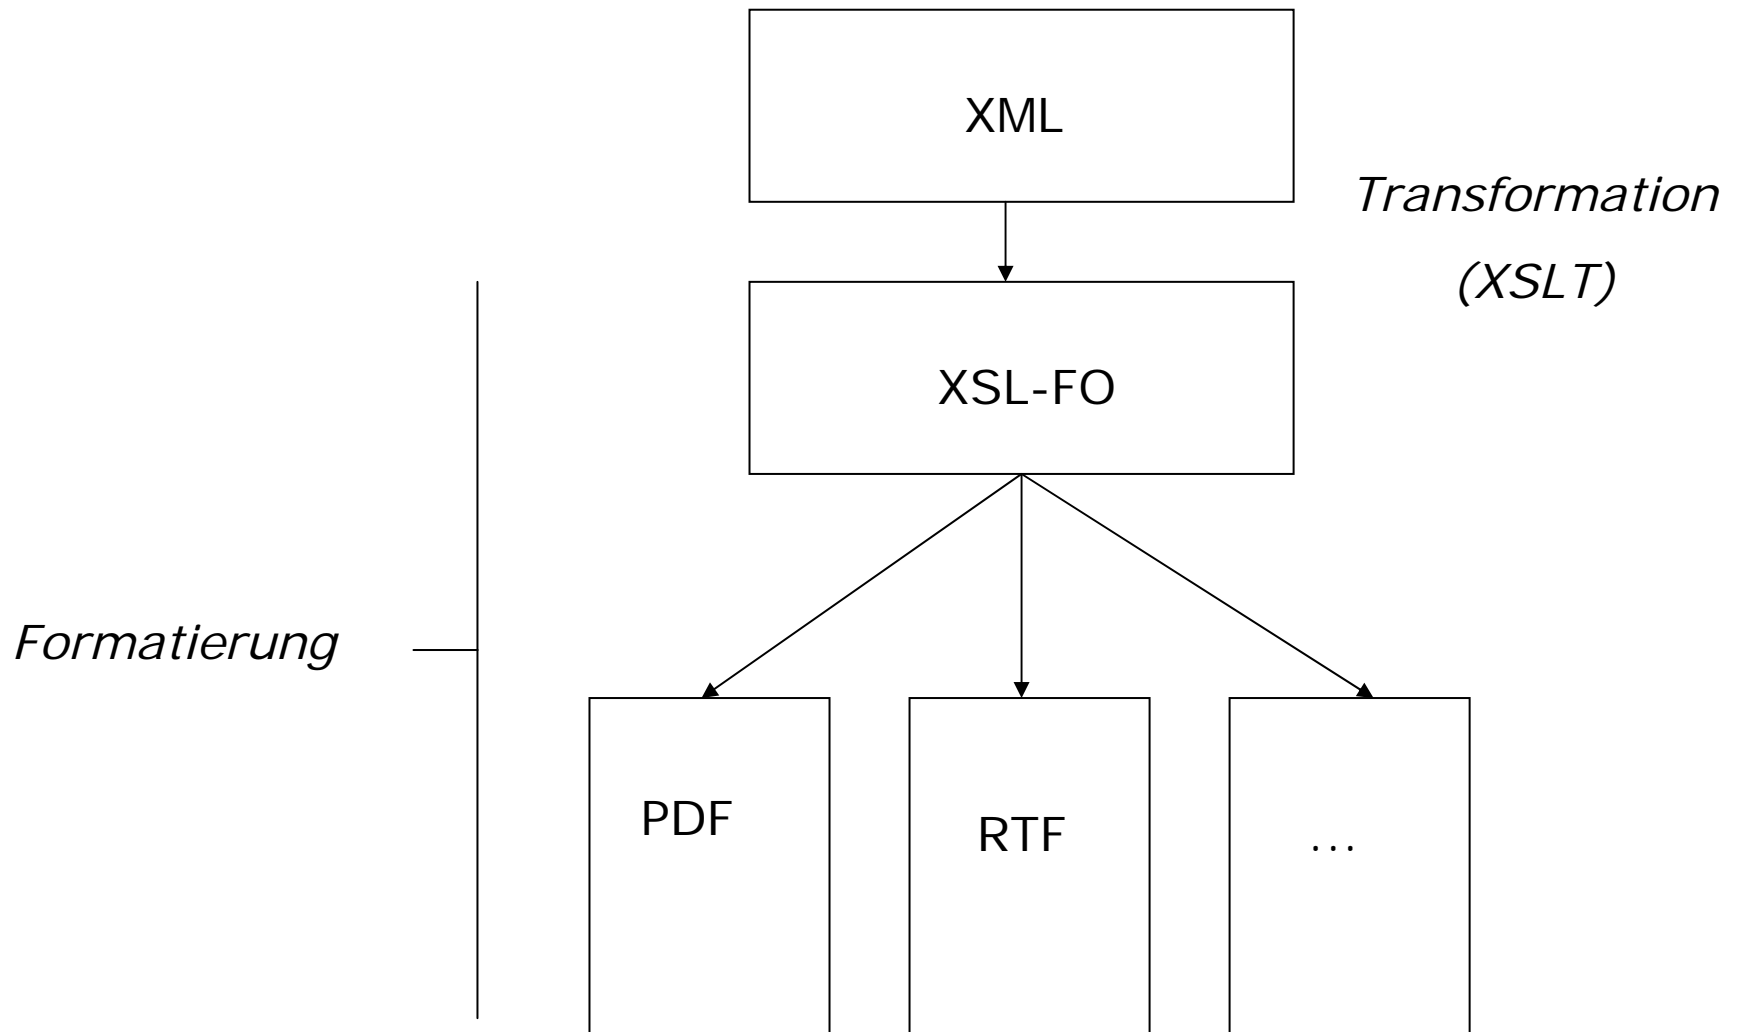 XML
Transformation
(XSLT)
XSL-FO
Formatierung
PDF
RTF
...